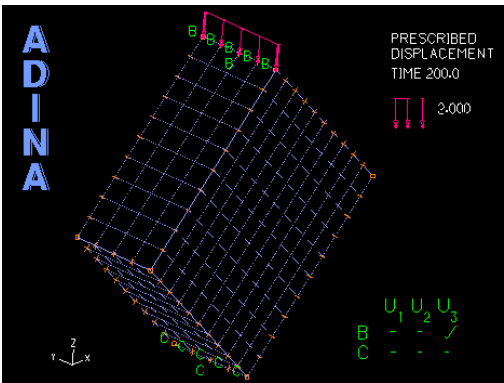 ADINA
PRESCRIBED
DISPLACEMENT
TIME 200.0
2.000
B B B B B
B
C C C C C
C
Z
Y X
U1 U2 U3
B - - ✓
C - - -